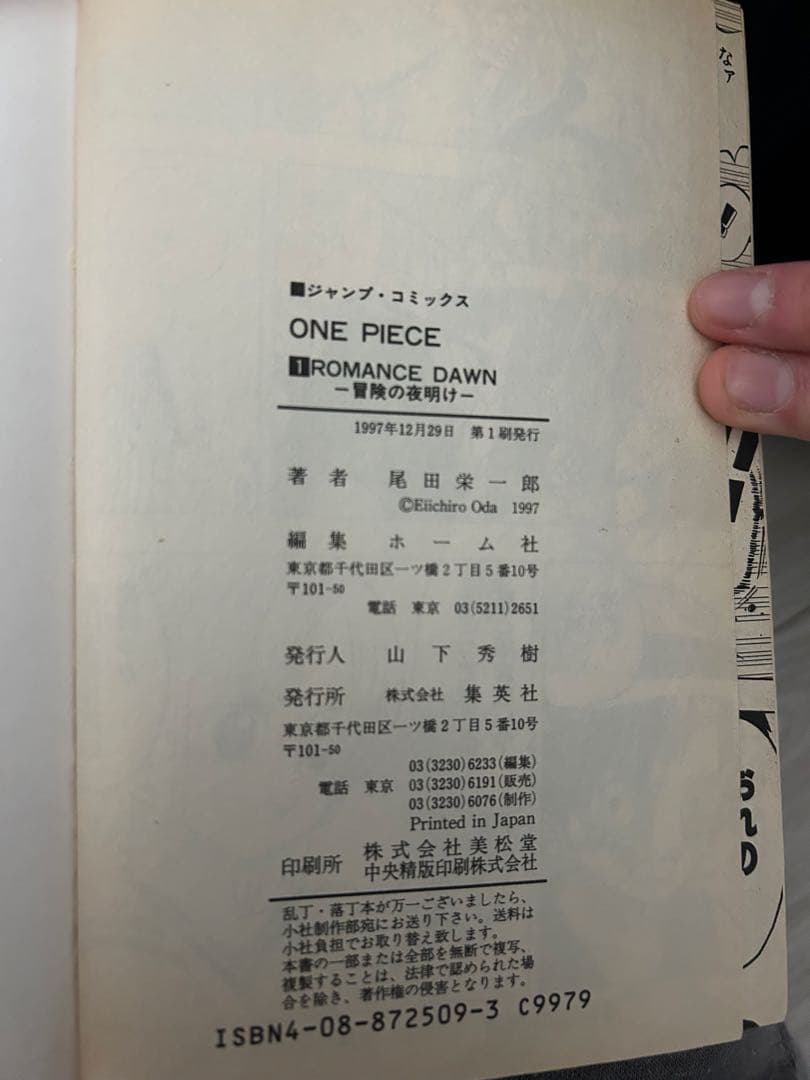 ■ジャンプ・コミックス
ONE PIECE
1 ROMANCE DAWN
―冒険の夜明け―
1997年12月29日 第1刷発行
著者 尾田栄一郎
©Eiichiro Oda 1997
編集 ホーム社
東京都千代田区一ツ橋2丁目5番10号
〒101-50
電話 東京 03(5211)2651
発行人 山下秀樹
発行所 株式会社 集英社
東京都千代田区一ツ橋2丁目5番10号
〒101-50
03(3230)6233(編集)
電話 東京 03(3230)6191(販売)
03(3230)6076(制作)
Printed in Japan
印刷所 株式会社美松堂
中央精版印刷株式会社
乱丁・落丁本が万一ございましたら、
小社制作部宛にお送り下さい。送料は
小社負担でお取り替え致します。
本書の一部または全部を無断で複写、
複製することは、法律で認められた場
合を除き、著作権の侵害となります。
ISBN4-08-872509-3 C9979
なァ
!